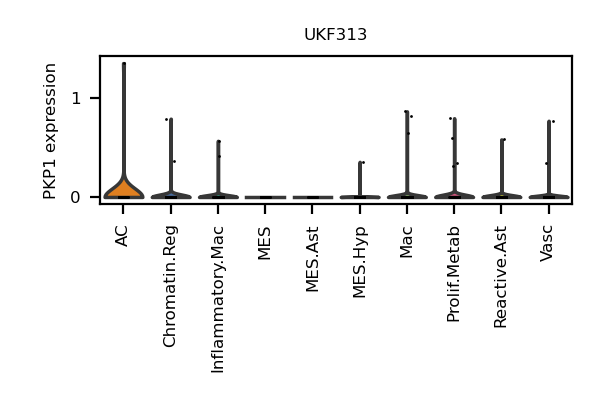 UKF313
PKP1 expression
1
0
AC
Chromatin.Reg
Inflammatory.Mac
MES
MES.Ast
MES.Hyp
Mac
Prolif.Metab
Reactive.Ast
Vasc